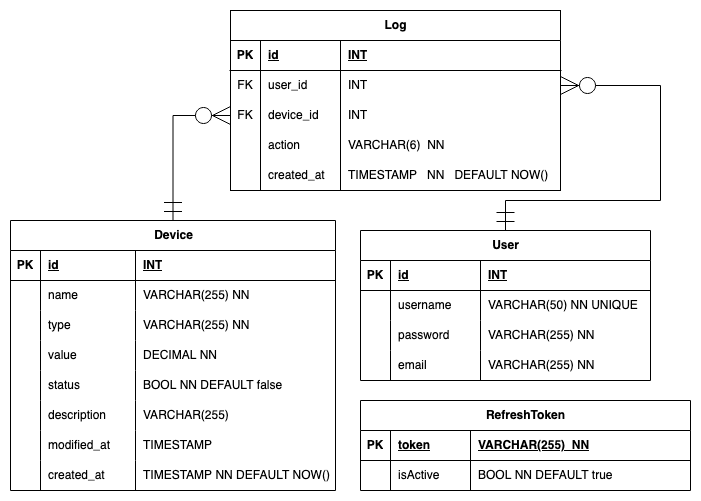 Log
PK id INT
FK user_id INT
FK device_id INT
action VARCHAR(6) NN
created_at TIMESTAMP NN DEFAULT NOW()
Device
PK id INT
name VARCHAR(255) NN
type VARCHAR(255) NN
value DECIMAL NN
status BOOL NN DEFAULT false
description VARCHAR(255)
modified_at TIMESTAMP
created_at TIMESTAMP NN DEFAULT NOW()
User
PK id INT
username VARCHAR(50) NN UNIQUE
password VARCHAR(255) NN
email VARCHAR(255) NN
RefreshToken
PK token VARCHAR(255) NN
isActive BOOL NN DEFAULT true